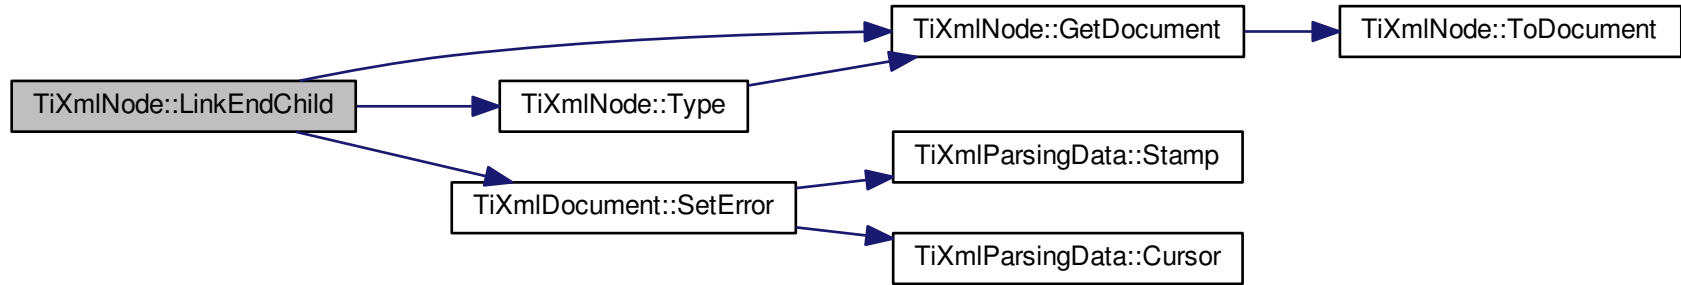 TiXmlNode::LinkEndChild
TiXmlNode::GetDocument
TiXmlNode::ToDocument
TiXmlNode::Type
TiXmlDocument::SetError
TiXmlParsingData::Stamp
TiXmlParsingData::Cursor